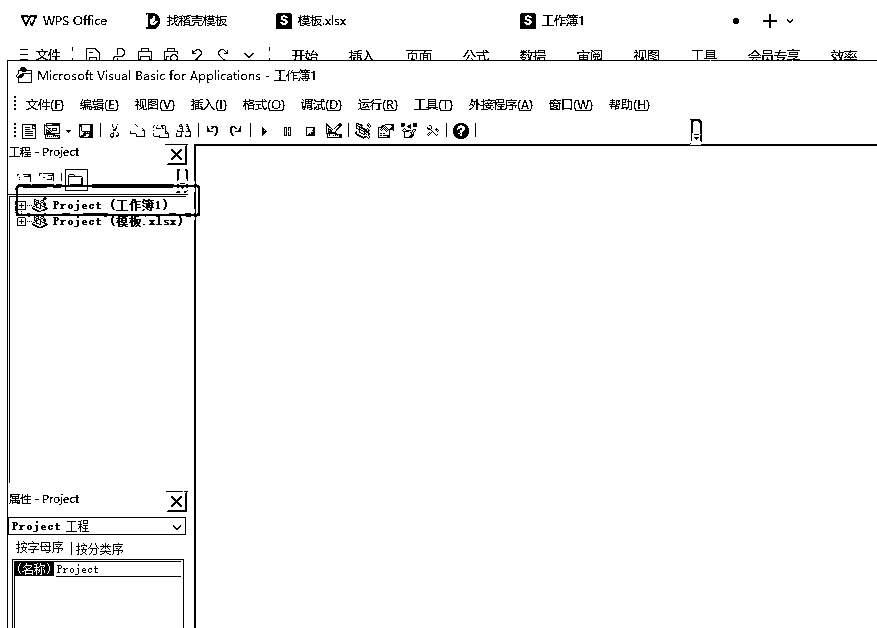 WPS Office 找稻壳模板 模板.xlsx 工作簿1
文件 开始 插入 页面 公式 数据 审阅 视图 工具 会员专享 效率
Microsoft Visual Basic for Applications - 工作簿1
文件(F) 编辑(E) 视图(V) 插入(I) 格式(O) 调试(D) 运行(R) 工具(T) 外接程序(A) 窗口(W) 帮助(H)
工程 - Project
Project (工作簿1)
Project (模板.xlsx)
属性 - Project
Project 工程
按字母序 按分类序
(名称) Project